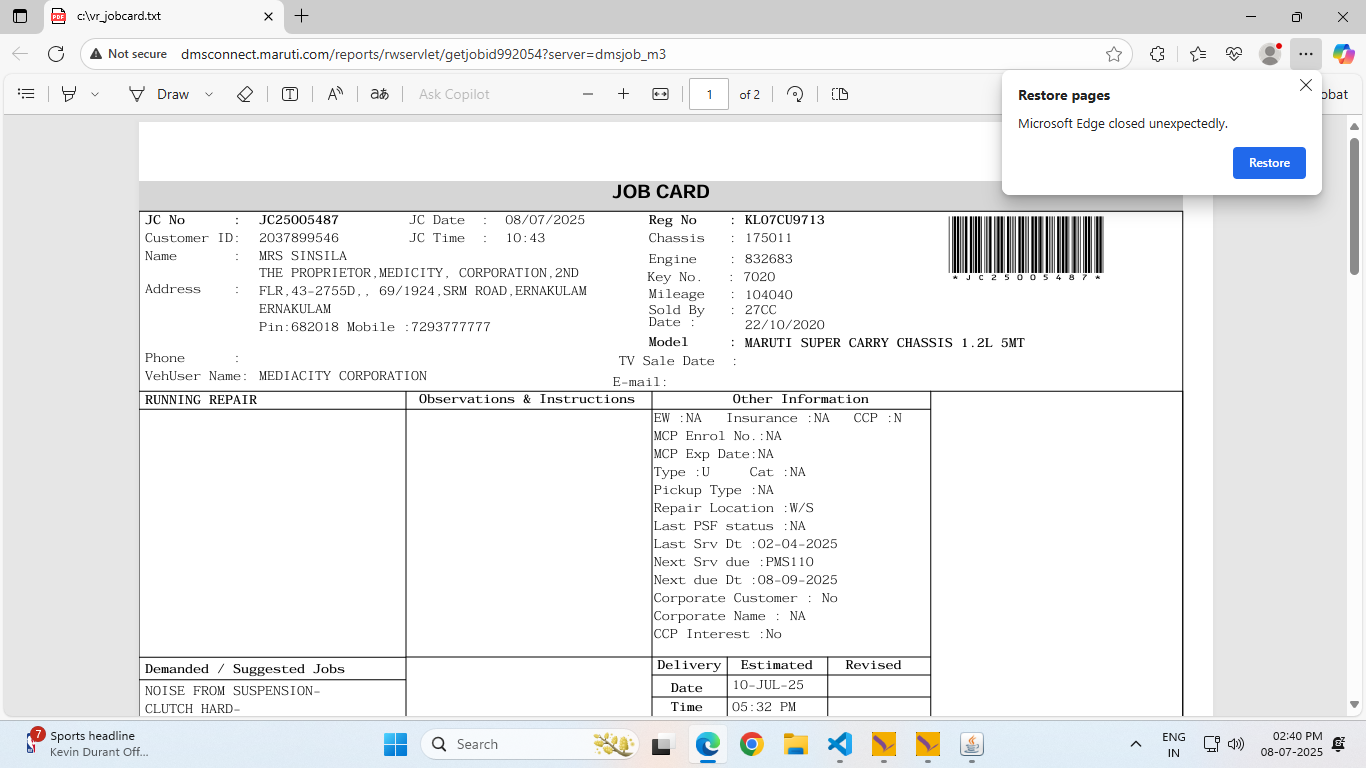 c:\vr_jobcard.txt
Not secure dmsconnect.maruti.com/reports/rwservlet/getjobid992054?server=dmsjob_m3
Draw Ask Copilot 1 of 2 obat
Restore pages
Microsoft Edge closed unexpectedly.
Restore
JOB CARD
JC No : JC25005487 JC Date : 08/07/2025 Reg No : KL07CU9713
Customer ID: 2037899546 JC Time : 10:43 Chassis : 175011
Name : MRS SINSILA Engine : 832683
THE PROPRIETOR,MEDICITY, CORPORATION,2ND Key No. : 7020
*JC25005487*
Address : FLR,43-2755D,, 69/1924,SRM ROAD,ERNAKULAM Mileage : 104040
ERNAKULAM Sold By : 27CC
Pin:682018 Mobile :7293777777 Date : 22/10/2020
Model : MARUTI SUPER CARRY CHASSIS 1.2L 5MT
Phone : TV Sale Date :
VehUser Name: MEDIACITY CORPORATION E-mail:
RUNNING REPAIR Observations & Instructions Other Information
EW :NA Insurance :NA CCP :N
MCP Enrol No.:NA
MCP Exp Date:NA
Type :U Cat :NA
Pickup Type :NA
Repair Location :W/S
Last PSF status :NA
Last Srv Dt :02-04-2025
Next Srv due :PMS110
Next due Dt :08-09-2025
Corporate Customer : No
Corporate Name : NA
CCP Interest :No
Demanded / Suggested Jobs Delivery Estimated Revised
NOISE FROM SUSPENSION- Date 10-JUL-25
CLUTCH HARD- Time 05:32 PM
7 Sports headline
Kevin Durant Off...
Search
ENG
IN
02:40 PM
08-07-2025